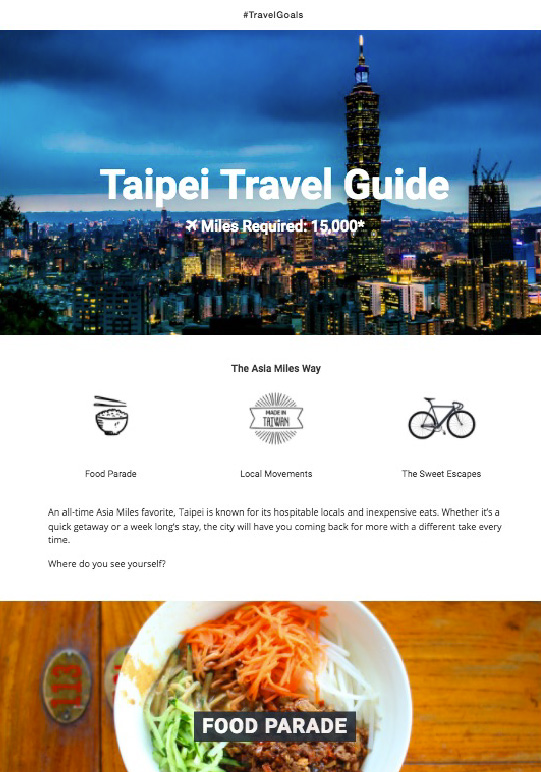 #TravelGoals
Taipei Travel Guide
Miles Required: 15,000*
The Asia Miles Way
MADE IN
TAIWAN
Food Parade
Local Movements
The Sweet Escapes
An all-time Asia Miles favorite, Taipei is known for its hospitable locals and inexpensive eats. Whether it's a
quick getaway or a week long's stay, the city will have you coming back for more with a different take every
time.
Where do you see yourself?
113
FOOD PARADE